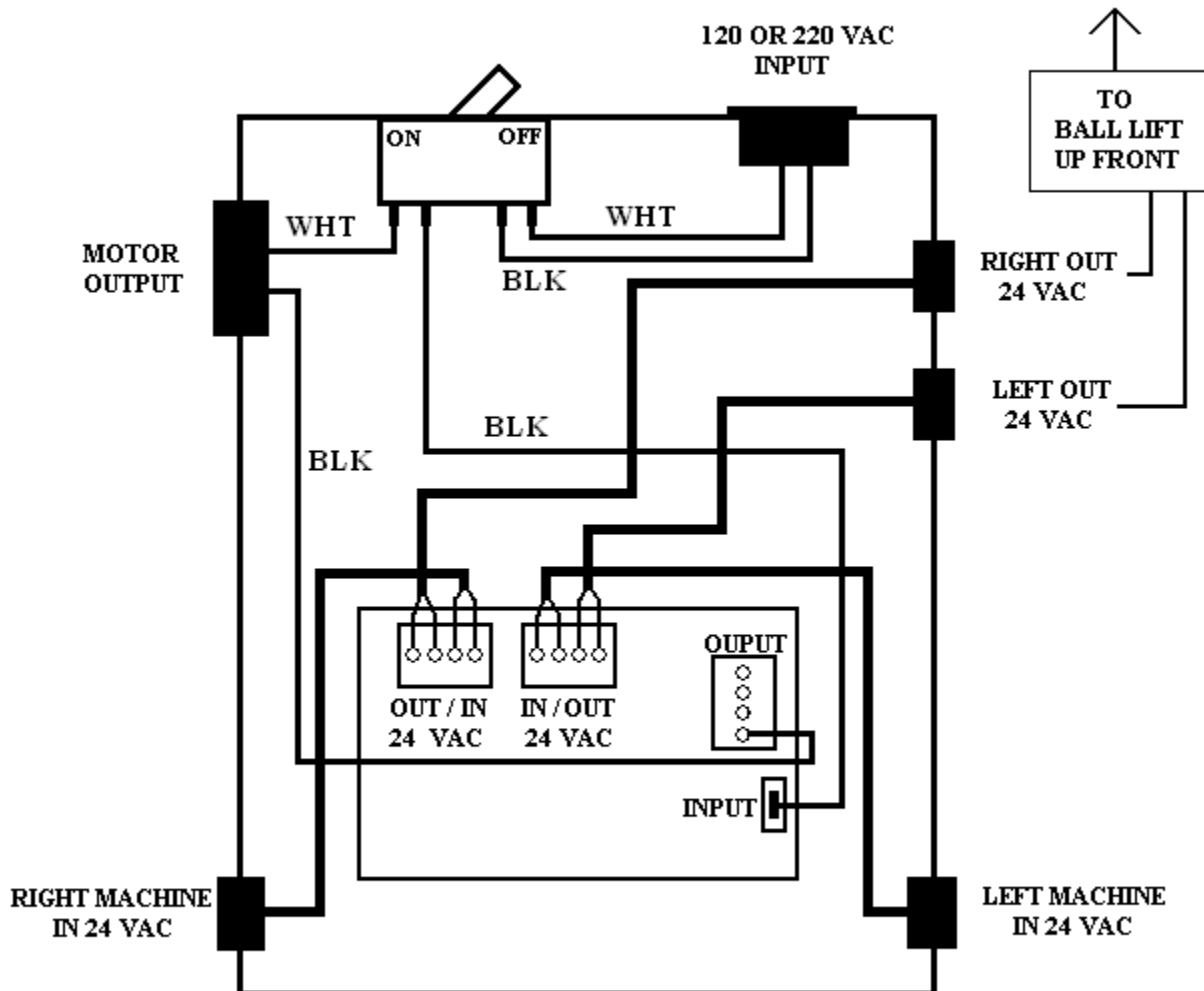 120 OR 220 VAC
INPUT
TO
BALL LIFT
UP FRONT
ON
OFF
WHT
WHT
BLK
MOTOR
OUTPUT
RIGHT OUT
24 VAC
LEFT OUT
24 VAC
BLK
BLK
OUPUT
OUT / IN
24 VAC
IN / OUT
24 VAC
INPUT
RIGHT MACHINE
IN 24 VAC
LEFT MACHINE
IN 24 VAC